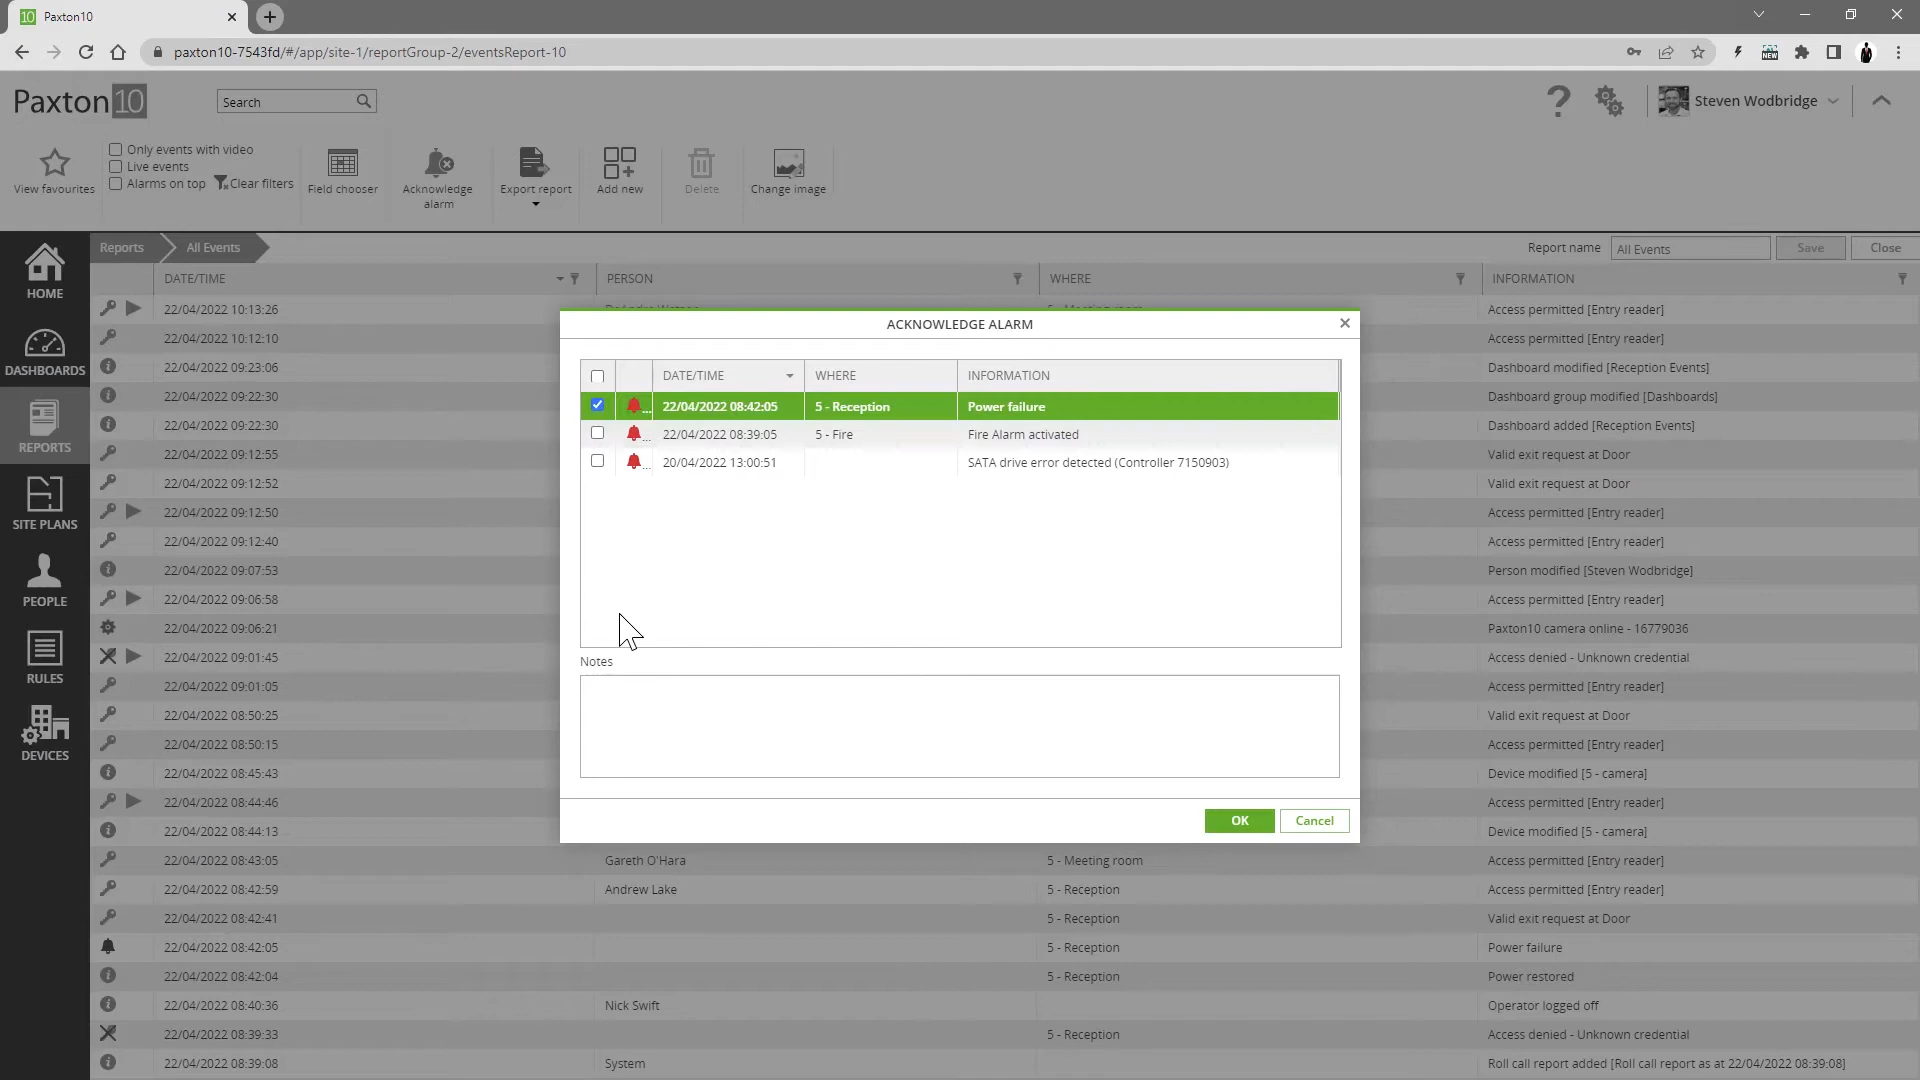 Paxton10
paxton10-7543fd/#/app/site-1/reportGroup-2/eventsReport-10
NEW
Paxton 10
Search
?
Steven Wodbridge
View favourites
Only events with video
Live events
Alarms on top
Clear filters
Field chooser
Acknowledge
alarm
Export report
Add new
Delete
Change image
HOME
DASHBOARDS
REPORTS
SITE PLANS
PEOPLE
RULES
DEVICES
Reports
All Events
Report name
All Events
Save
Close
DATE/TIME PERSON WHERE INFORMATION
22/04/2022 10:13:26 Access permitted [Entry reader]
22/04/2022 10:12:10 Access permitted [Entry reader]
22/04/2022 09:23:06 Dashboard modified [Reception Events]
22/04/2022 09:22:30 Dashboard group modified [Dashboards]
22/04/2022 09:22:30 Dashboard added [Reception Events]
22/04/2022 09:12:55 Valid exit request at Door
22/04/2022 09:12:52 Valid exit request at Door
22/04/2022 09:12:50 Access permitted [Entry reader]
22/04/2022 09:12:40 Access permitted [Entry reader]
22/04/2022 09:07:53 Person modified [Steven Wodbridge]
22/04/2022 09:06:58 Access permitted [Entry reader]
22/04/2022 09:06:21 Paxton10 camera online - 16779036
22/04/2022 09:01:45 Access denied - Unknown credential
22/04/2022 09:01:05 Access permitted [Entry reader]
22/04/2022 08:50:25 Valid exit request at Door
22/04/2022 08:50:15 Access permitted [Entry reader]
22/04/2022 08:45:43 Device modified [5 - camera]
22/04/2022 08:44:46 Access permitted [Entry reader]
22/04/2022 08:44:13 Device modified [5 - camera]
22/04/2022 08:43:05 Gareth O'Hara 5 - Meeting room Access permitted [Entry reader]
22/04/2022 08:42:59 Andrew Lake 5 - Reception Access permitted [Entry reader]
22/04/2022 08:42:41 5 - Reception Valid exit request at Door
22/04/2022 08:42:05 5 - Reception Power failure
22/04/2022 08:42:04 5 - Reception Power restored
22/04/2022 08:40:36 Nick Swift Operator logged off
22/04/2022 08:39:33 5 - Reception Access denied - Unknown credential
22/04/2022 08:39:08 System Roll call report added [Roll call report as at 22/04/2022 08:39:08]
ACKNOWLEDGE ALARM
DATE/TIME WHERE INFORMATION
... 22/04/2022 08:42:05 5 - Reception Power failure
... 22/04/2022 08:39:05 5 - Fire Fire Alarm activated
... 20/04/2022 13:00:51 SATA drive error detected (Controller 7150903)
Notes
OK
Cancel